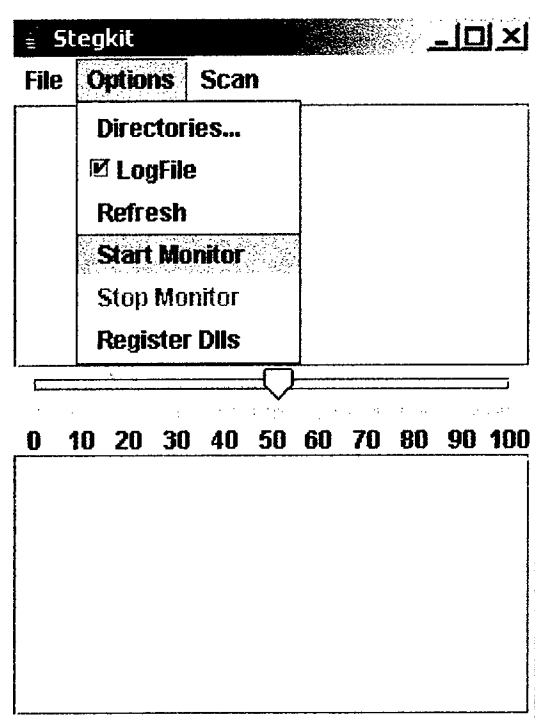 Stegkit
File Options Scan
Directories...
LogFile
Refresh
Start Monitor
Stop Monitor
Register Dlls
0 10 20 30 40 50 60 70 80 90 100